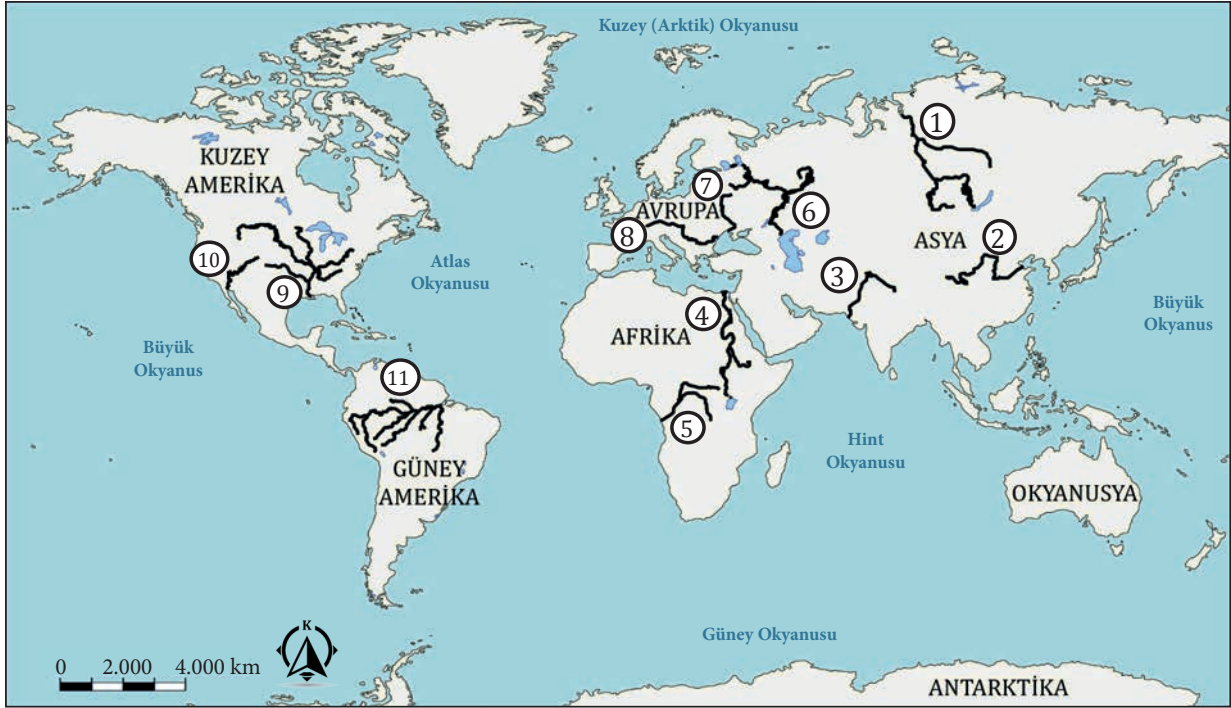 Kuzey (Arktik) Okyanusu
1
KUZEY
AMERİKA
7
AVRUPA
6
8
ASYA
2
10
Atlas
Okyanusu
9
3
4
Büyük
Okyanus
AFRİKA
Büyük
Okyanus
11
5
Hint
Okyanusu
GÜNEY
AMERİKA
OKYANUSYA
K
Güney Okyanusu
0 2.000 4.000 km
ANTARKTİKA